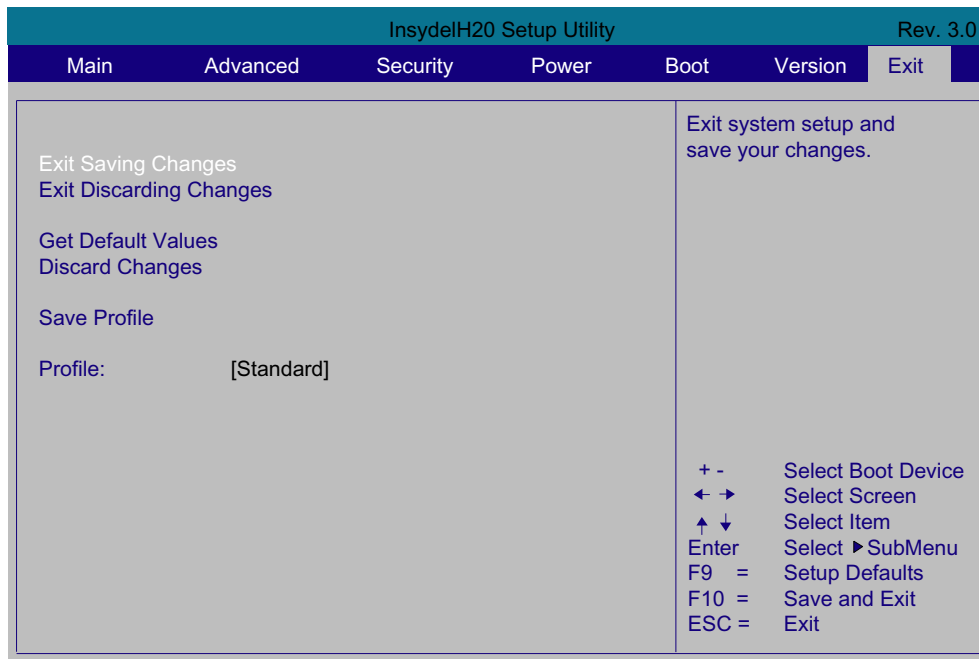 InsydelH20 Setup Utility Rev. 3.0
Main Advanced Security Power Boot Version Exit
Exit Saving Changes
Exit Discarding Changes
Get Default Values
Discard Changes
Save Profile
Profile: [Standard]
Exit system setup and
save your changes.
+ - Select Boot Device
← → Select Screen
↑ ↓ Select Item
Enter Select ▶ SubMenu
F9 = Setup Defaults
F10 = Save and Exit
ESC = Exit